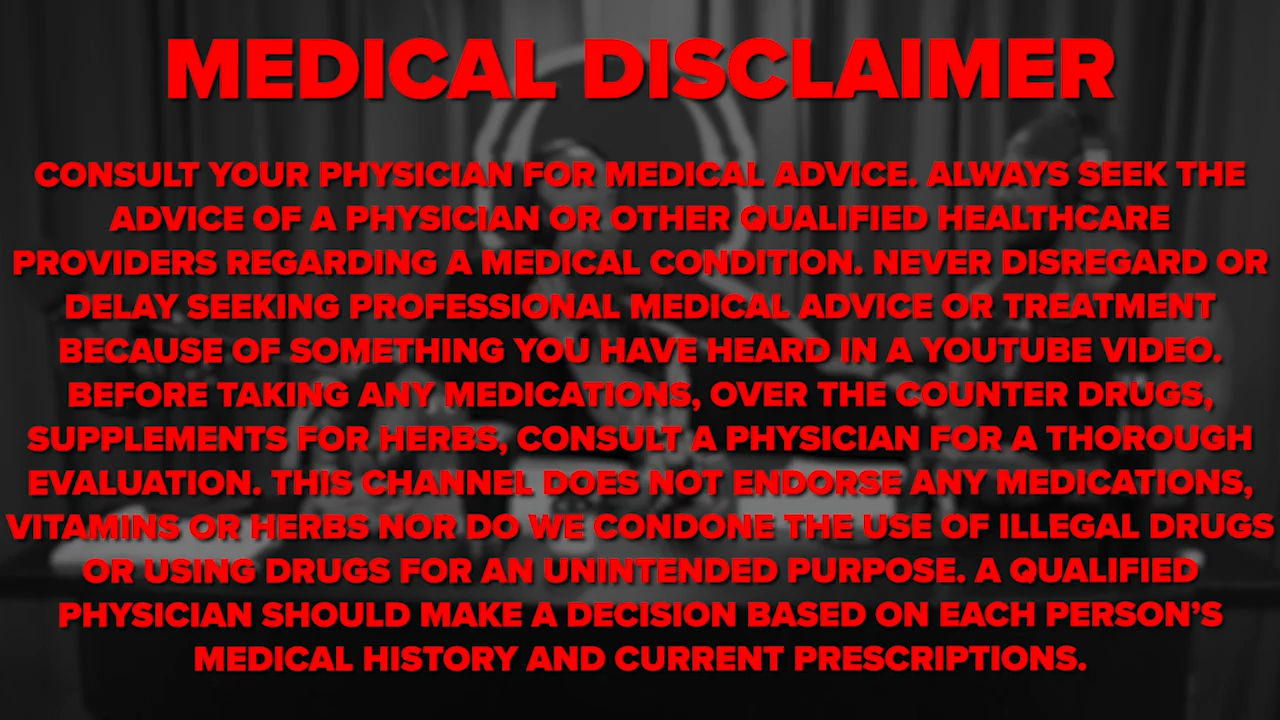 MEDICAL DISCLAIMER
CONSULT YOUR PHYSICIAN FOR MEDICAL ADVICE. ALWAYS SEEK THE
ADVICE OF A PHYSICIAN OR OTHER QUALIFIED HEALTHCARE
PROVIDERS REGARDING A MEDICAL CONDITION. NEVER DISREGARD OR
DELAY SEEKING PROFESSIONAL MEDICAL ADVICE OR TREATMENT
BECAUSE OF SOMETHING YOU HAVE HEARD IN A YOUTUBE VIDEO.
BEFORE TAKING ANY MEDICATIONS, OVER THE COUNTER DRUGS,
SUPPLEMENTS FOR HERBS, CONSULT A PHYSICIAN FOR A THOROUGH
EVALUATION. THIS CHANNEL DOES NOT ENDORSE ANY MEDICATIONS,
VITAMINS OR HERBS NOR DO WE CONDONE THE USE OF ILLEGAL DRUGS
OR USING DRUGS FOR AN UNINTENDED PURPOSE. A QUALIFIED
PHYSICIAN SHOULD MAKE A DECISION BASED ON EACH PERSON’S
MEDICAL HISTORY AND CURRENT PRESCRIPTIONS.